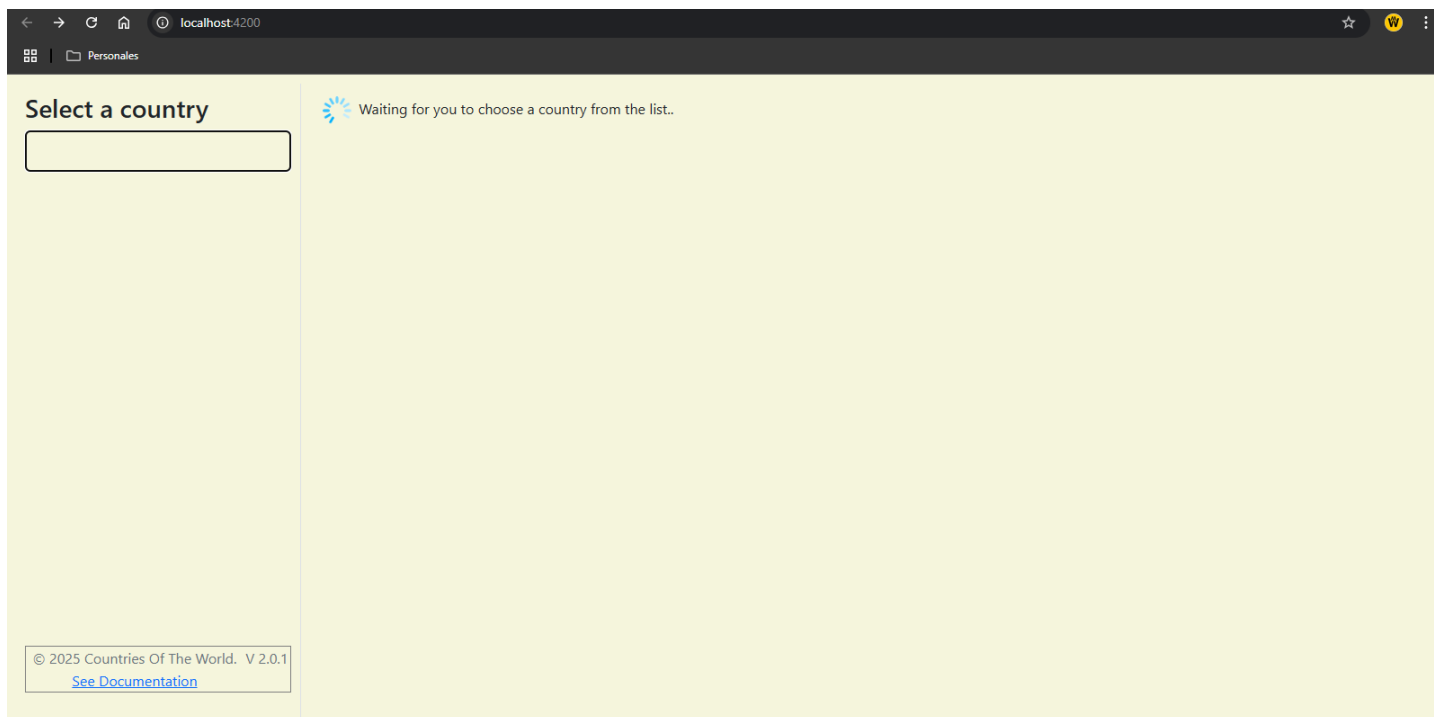 localhost:4200
Personales
Select a country
Waiting for you to choose a country from the list..
© 2025 Countries Of The World. V 2.0.1
See Documentation